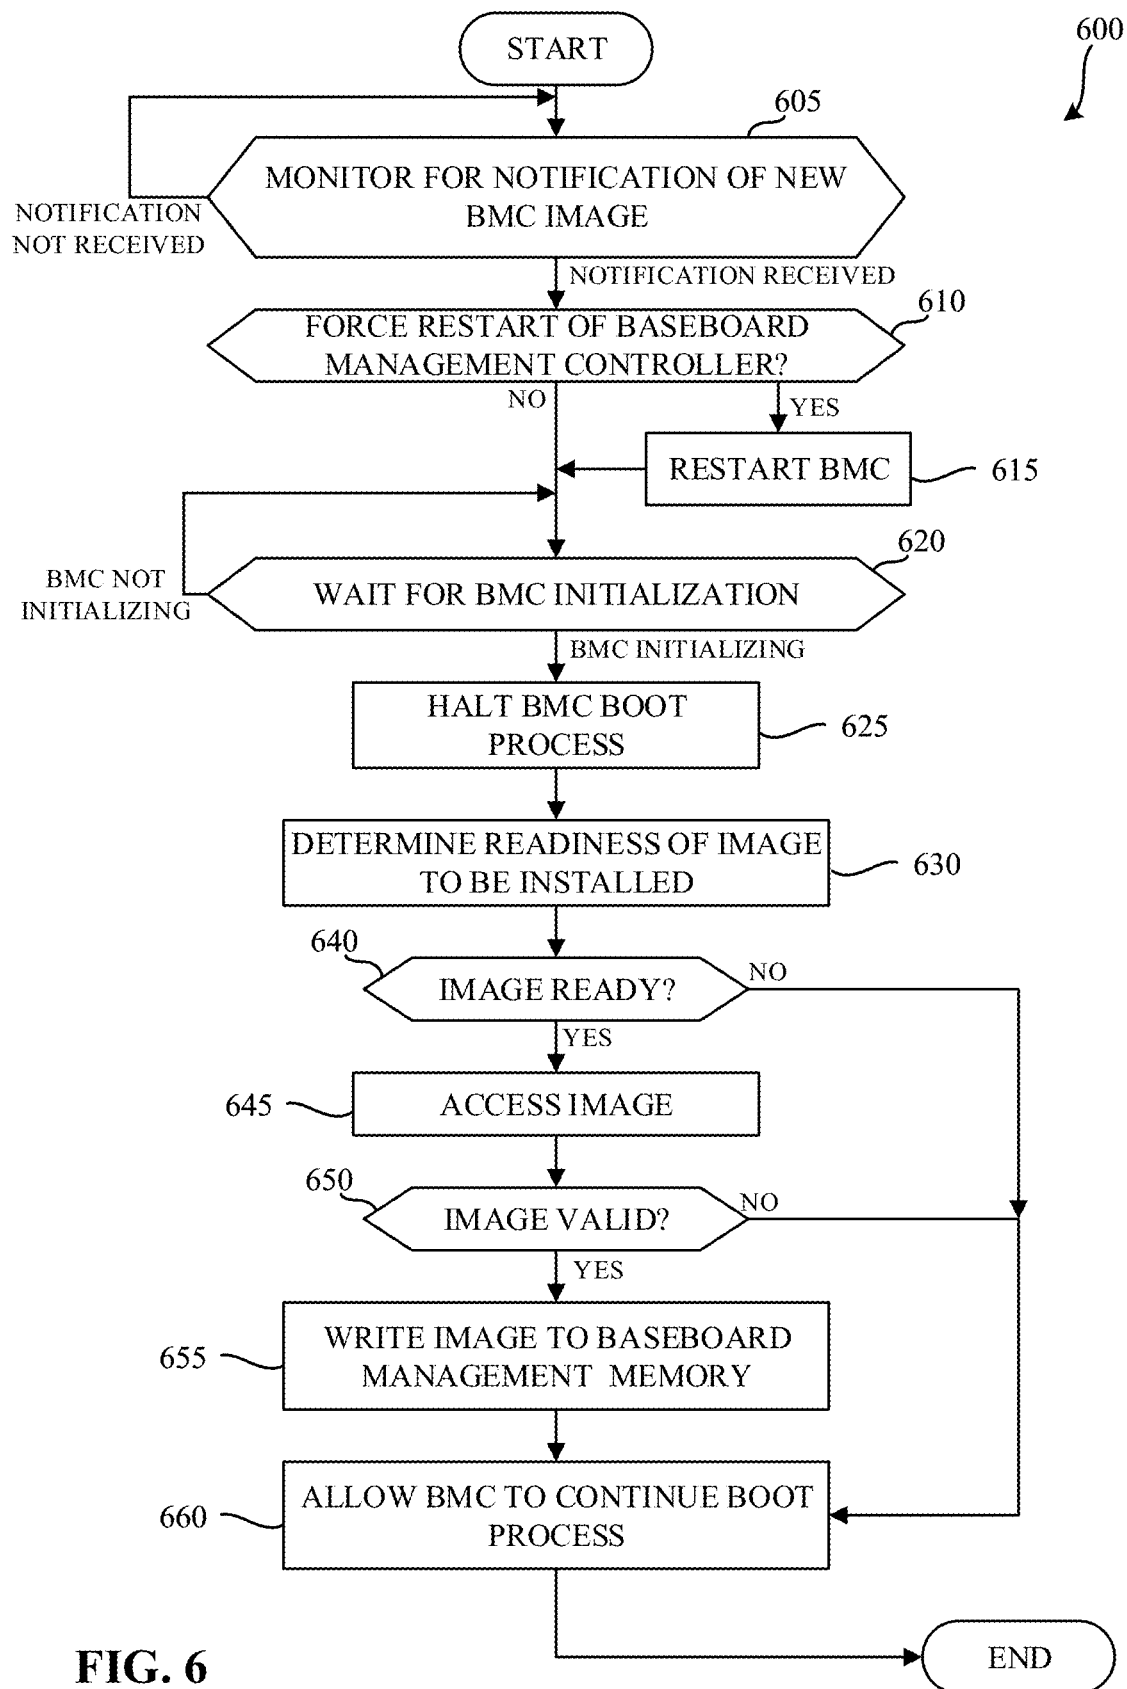 600
START
605
MONITOR FOR NOTIFICATION OF NEW
BMC IMAGE
NOTIFICATION
NOT RECEIVED
NOTIFICATION RECEIVED
610
FORCE RESTART OF BASEBOARD
MANAGEMENT CONTROLLER?
NO
YES
RESTART BMC
615
620
BMC NOT
INITIALIZING
WAIT FOR BMC INITIALIZATION
BMC INITIALIZING
HALT BMC BOOT
PROCESS
625
DETERMINE READINESS OF IMAGE
TO BE INSTALLED
630
640
IMAGE READY?
NO
YES
645
ACCESS IMAGE
650
IMAGE VALID?
NO
YES
655
WRITE IMAGE TO BASEBOARD
MANAGEMENT MEMORY
660
ALLOW BMC TO CONTINUE BOOT
PROCESS
END
FIG. 6